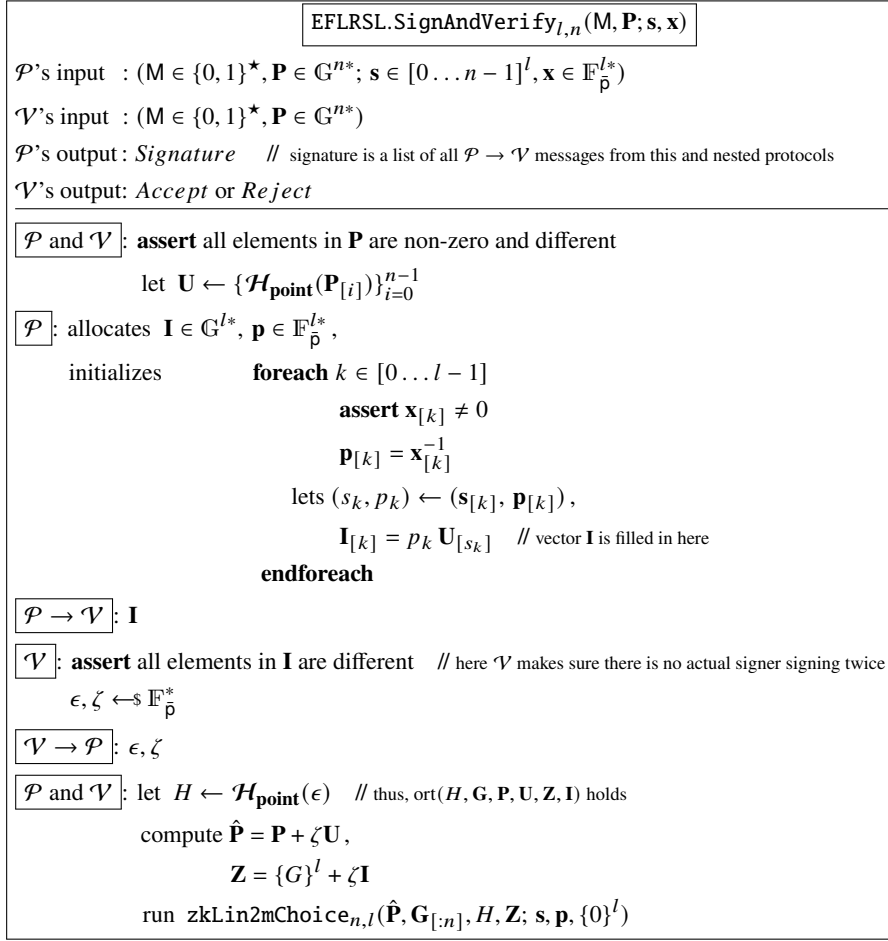 EFLRSL.SignAndVerify_{l,n}(M, P; s, x)
𝒫's input : (M ∈ {0, 1}^★, P ∈ 𝔾^{n*}; s ∈ [0 … n − 1]^l, x ∈ 𝔽_{p̄}^{l*})
𝒱's input : (M ∈ {0, 1}^★, P ∈ 𝔾^{n*})
𝒫's output : Signature // signature is a list of all 𝒫 → 𝒱 messages from this and nested protocols
𝒱's output: Accept or Reject
𝒫 and 𝒱 : assert all elements in P are non-zero and different
let U ← {ℋ_point(P_{[i]})}_{i=0}^{n−1}
𝒫 : allocates I ∈ 𝔾^{l*}, p ∈ 𝔽_{p̄}^{l*} ,
initializes foreach k ∈ [0 … l − 1]
assert x_{[k]} ≠ 0
p_{[k]} = x_{[k]}^{−1}
lets (s_k, p_k) ← (s_{[k]}, p_{[k]}) ,
I_{[k]} = p_k U_{[s_k]} // vector I is filled in here
endforeach
𝒫 → 𝒱 : I
𝒱 : assert all elements in I are different // here 𝒱 makes sure there is no actual signer signing twice
ϵ, ζ ←$ 𝔽_{p̄}^*
𝒱 → 𝒫 : ϵ, ζ
𝒫 and 𝒱 : let H ← ℋ_point(ϵ) // thus, ort(H, G, P, U, Z, I) holds
compute P̂ = P + ζU ,
Z = {G}^l + ζI
run zkLin2mChoice_{n,l}(P̂, G_{[:n]}, H, Z; s, p, {0}^l)